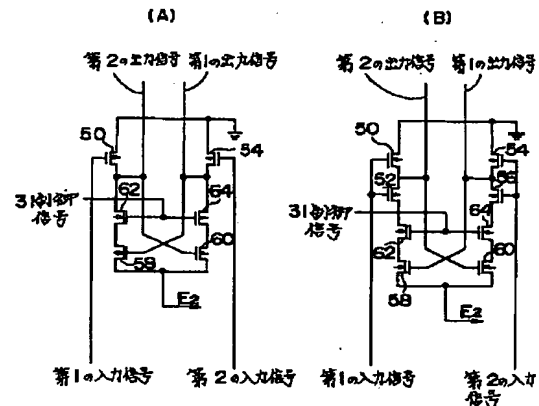 (A)
(B)
第2の出力信号
第1の出力信号
第2の出力信号
第1の出力信号
50
54
50
54
52
56
62
64
31制御
信号
31制御
信号
64
62
58
60
60
58
E2
E2
第1の入力信号
第2の入力信号
第1の入力信号
第2の入力
信号